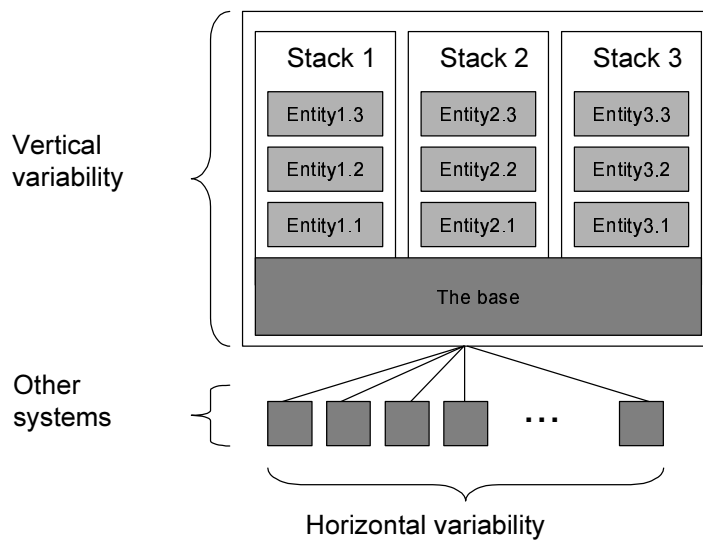 Stack 1
Stack 2
Stack 3
Entity1.3
Entity2.3
Entity3.3
Vertical
variability
Entity1.2
Entity2.2
Entity3.2
Entity1.1
Entity2.1
Entity3.1
The base
Other
systems
...
Horizontal variability